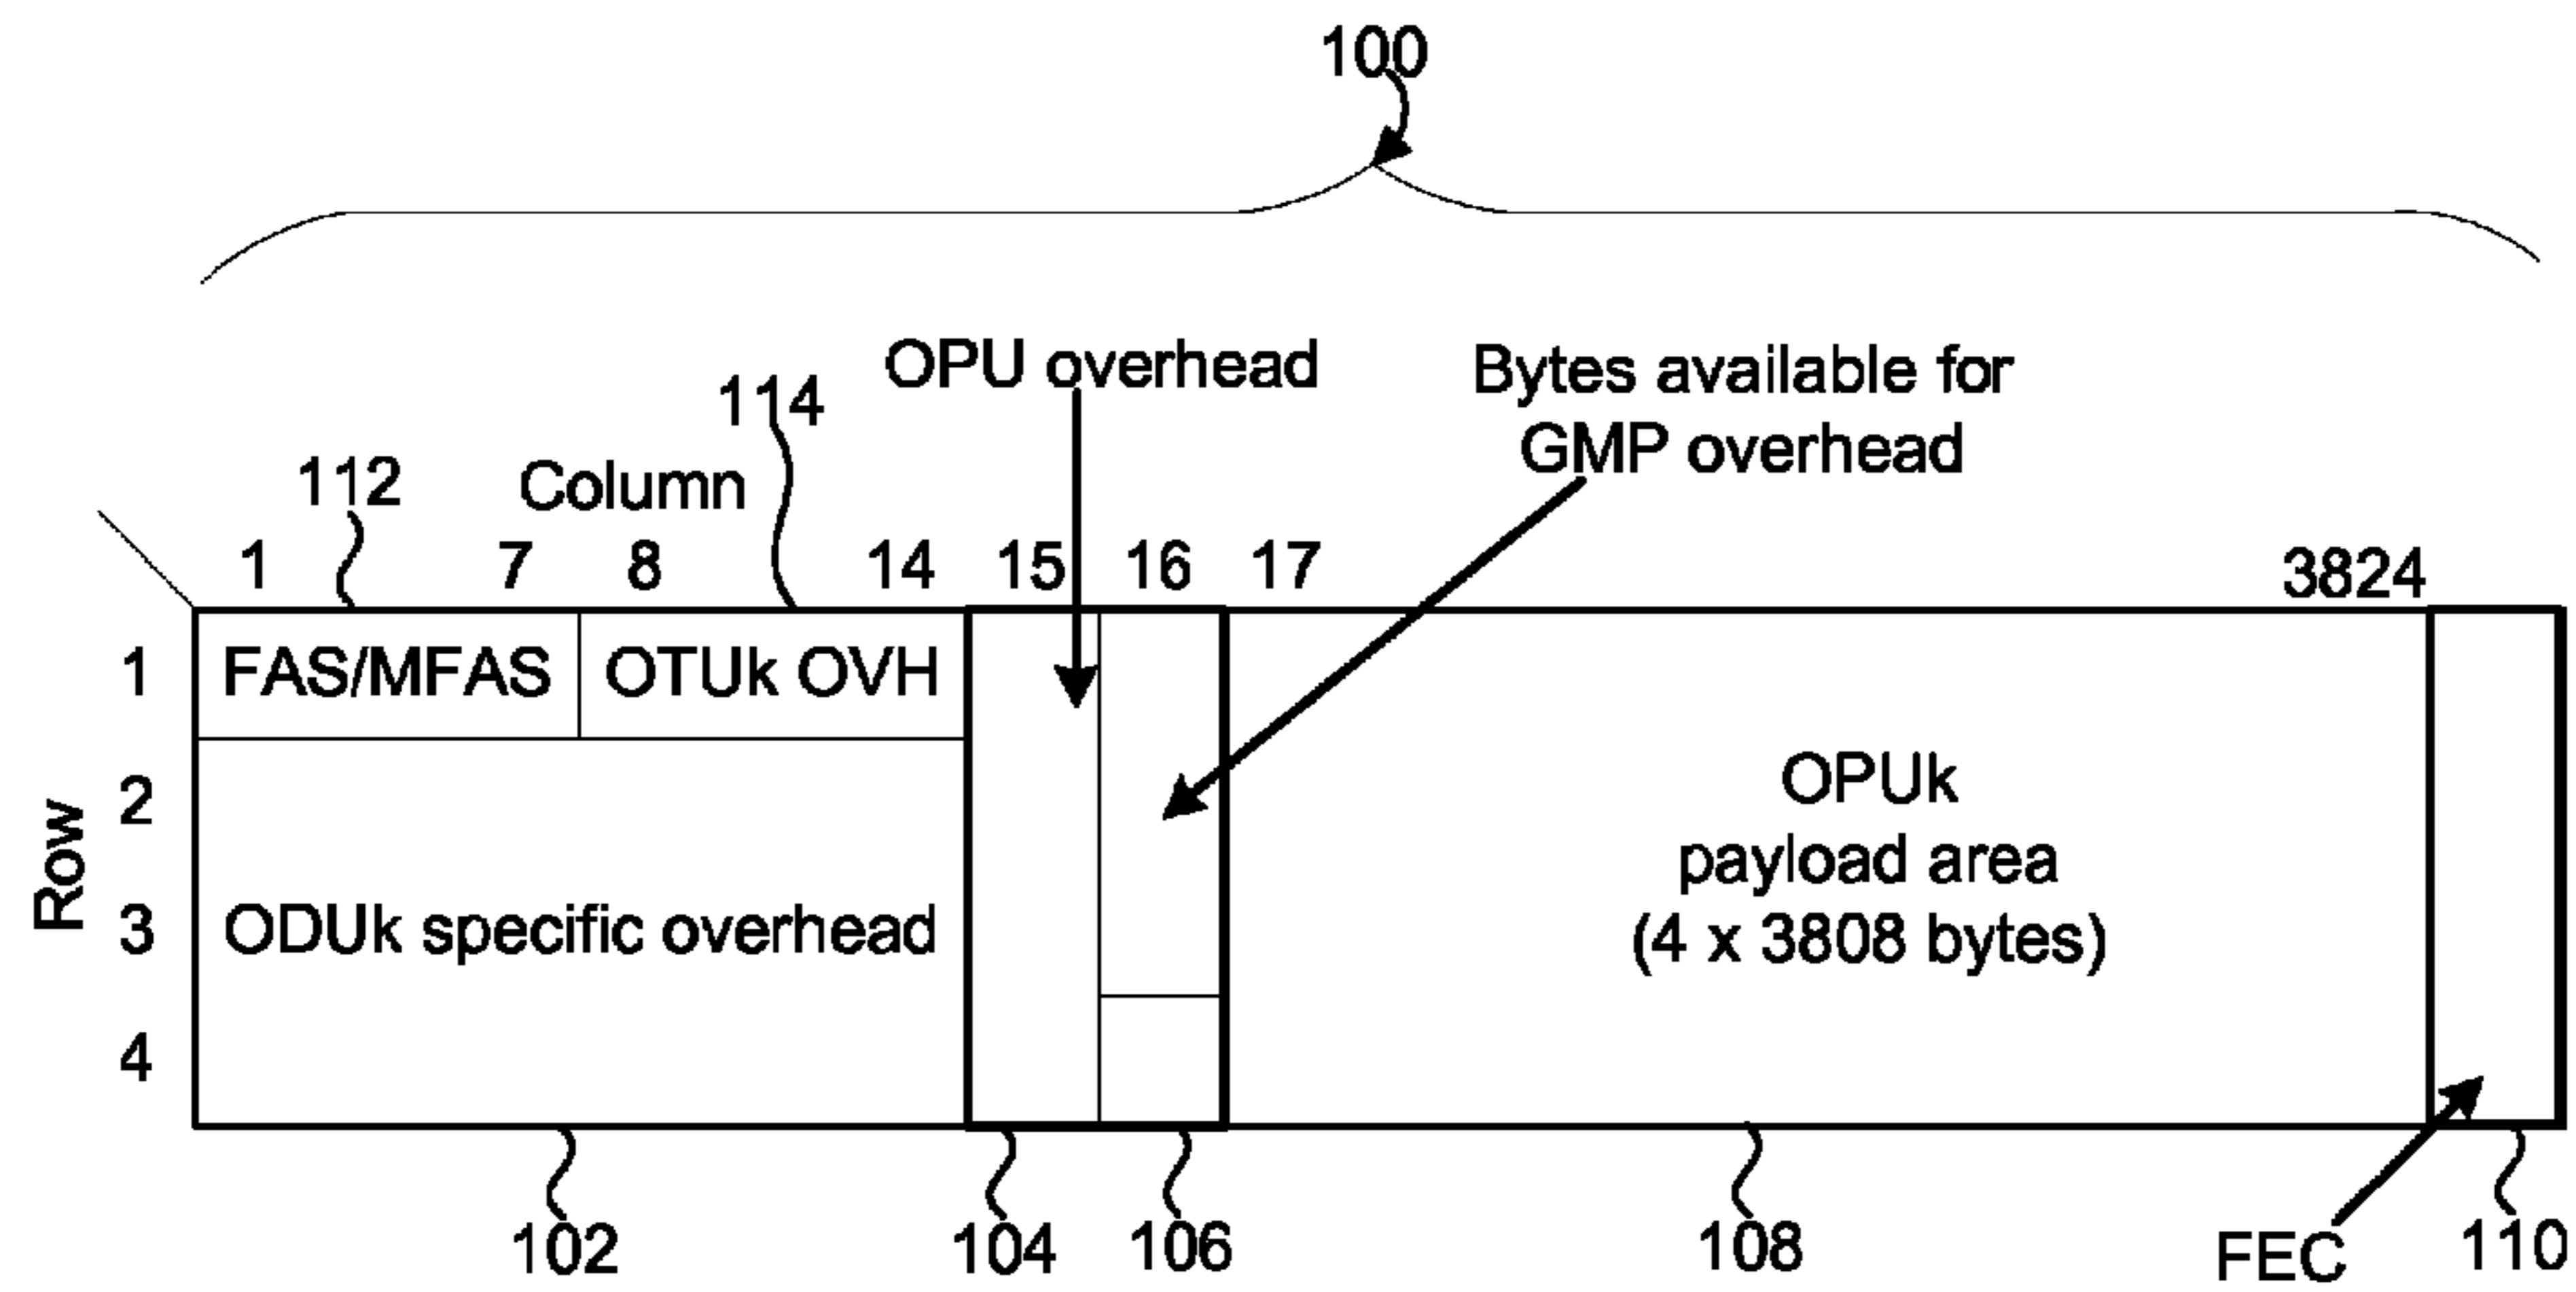 100
OPU overhead
Bytes available for
GMP overhead
114
112
Column
1 7 8 14 15 16 17 3824
Row
1 FAS/MFAS OTUk OVH
2
3 ODUk specific overhead
4
OPUk
payload area
(4 x 3808 bytes)
102 104 106 108 FEC 110